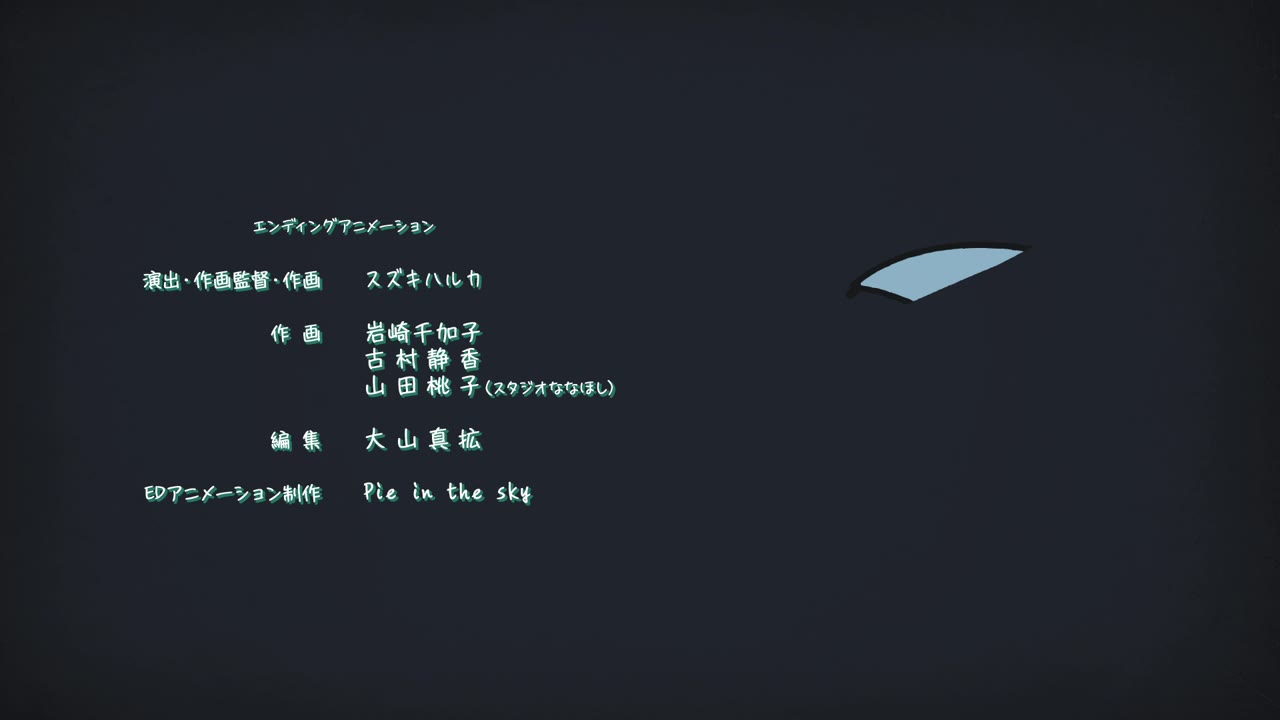 エンディングアニメーション
演出・作画監督・作画 スズキハルカ
作画 岩崎千加子
古村静香
山田桃子(スタジオななほし)
編集 大山真拡
EDアニメーション制作 Pie in the sky